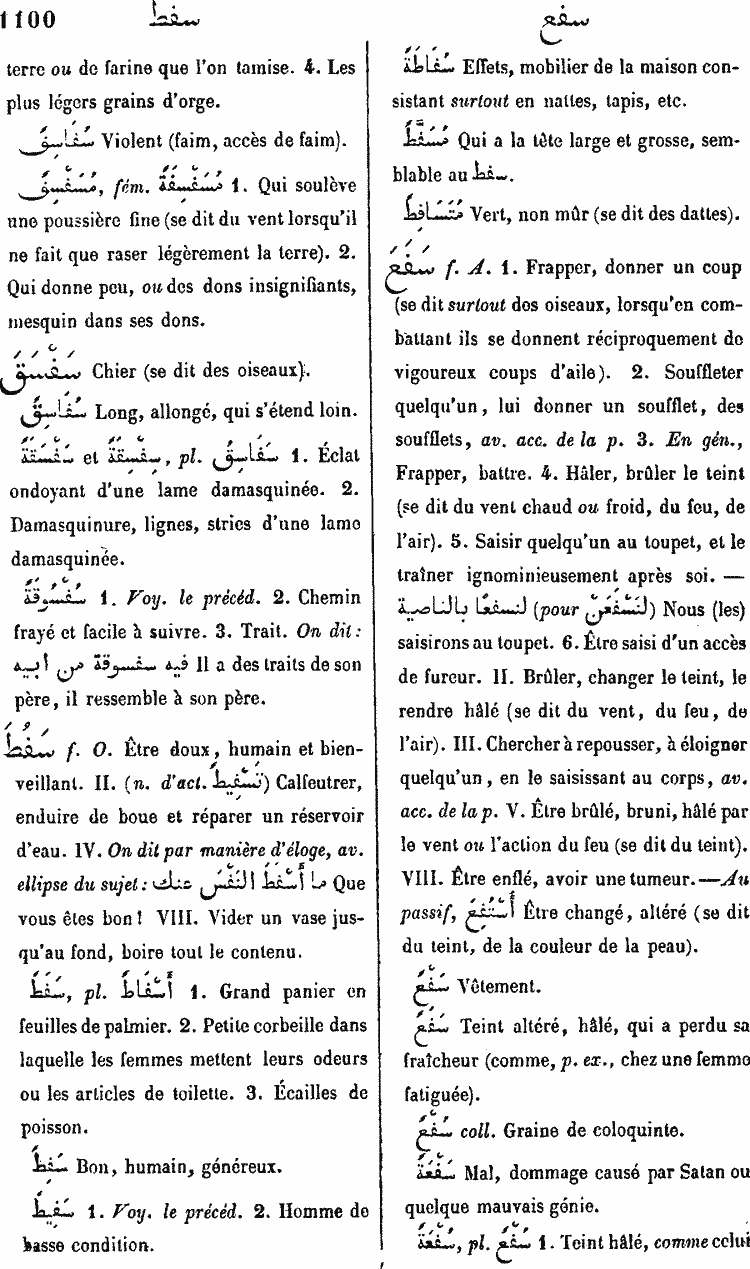 1100
سفط
سفع
terre ou de farine que l'on tamise. 4. Les
plus légers grains d'orge.
سُفَاسِقٌ Violent (faim, accès de faim).
مُسَفْسِفٌ, fém. مُسَفْسِفَةٌ 1. Qui soulève
une poussière fine (se dit du vent lorsqu'il
ne fait que raser légèrement la terre). 2.
Qui donne peu, ou des dons insignifiants,
mesquin dans ses dons.
سَفْسَقَ Chier (se dit des oiseaux).
سُفَاسِقٌ Long, allongé, qui s'étend loin.
سَفْسَقَةٌ et سِفْسِقَةٌ, pl. سَفَاسِقُ 1. Éclat
ondoyant d'une lame damasquinée. 2.
Damasquinure, lignes, stries d'une lame
damasquinée.
سُفْسُوقَةٌ 1. Voy. le précéd. 2. Chemin
frayé et facile à suivre. 3. Trait. On dit :
فيه سفسوقة من أبيه Il a des traits de son
père, il ressemble à son père.
سَفُطَ f. O. Être doux, humain et bien-
veillant. II. (n. d'act. تَسْفِيطٌ) Calfeutrer,
enduire de boue et réparer un réservoir
d'eau. IV. On dit par manière d'éloge, av.
ellipse du sujet : ما أَسْفَطَ النَّفْسَ عنك Que
vous êtes bon ! VIII. Vider un vase jus-
qu'au fond, boire tout le contenu.
سَفَطٌ, pl. أَسْفَاطٌ 1. Grand panier en
feuilles de palmier. 2. Petite corbeille dans
laquelle les femmes mettent leurs odeurs
ou les articles de toilette. 3. Écailles de
poisson.
سَفِطٌ Bon, humain, généreux.
سَفِيطٌ 1. Voy. le précéd. 2. Homme de
basse condition.
سُفَاطَةٌ Effets, mobilier de la maison con-
sistant surtout en nattes, tapis, etc.
مُسَفَّطٌ Qui a la tête large et grosse, sem-
blable au سفط.
مُتَسَافِطٌ Vert, non mûr (se dit des dattes).
سَفَعَ f. A. 1. Frapper, donner un coup
(se dit surtout des oiseaux, lorsqu'en com-
battant ils se donnent réciproquement de
vigoureux coups d'aile). 2. Souffleter
quelqu'un, lui donner un soufflet, des
soufflets, av. acc. de la p. 3. En gén.,
Frapper, battre. 4. Hâler, brûler le teint
(se dit du vent chaud ou froid, du feu, de
l'air). 5. Saisir quelqu'un au toupet, et le
traîner ignominieusement après soi. —
لنسفعًا بالناصية (pour لَنَسْفَعَنْ) Nous (les)
saisirons au toupet. 6. Être saisi d'un accès
de fureur. II. Brûler, changer le teint, le
rendre hâlé (se dit du vent, du feu, de
l'air). III. Chercher à repousser, à éloigner
quelqu'un, en le saisissant au corps, av.
acc. de la p. V. Être brûlé, bruni, hâlé par
le vent ou l'action du feu (se dit du teint).
VIII. Être enflé, avoir une tumeur. — Au
passif, أُسْتُفِعَ Être changé, altéré (se dit
du teint, de la couleur de la peau).
سَفْعٌ Vêtement.
سَفَعٌ Teint altéré, hâlé, qui a perdu sa
fraîcheur (comme, p. ex., chez une femme
fatiguée).
سُفْعٌ coll. Graine de coloquinte.
سَفْعَةٌ Mal, dommage causé par Satan ou
quelque mauvais génie.
سُفْعَةٌ, pl. سُفَعٌ 1. Teint hâlé, comme celui